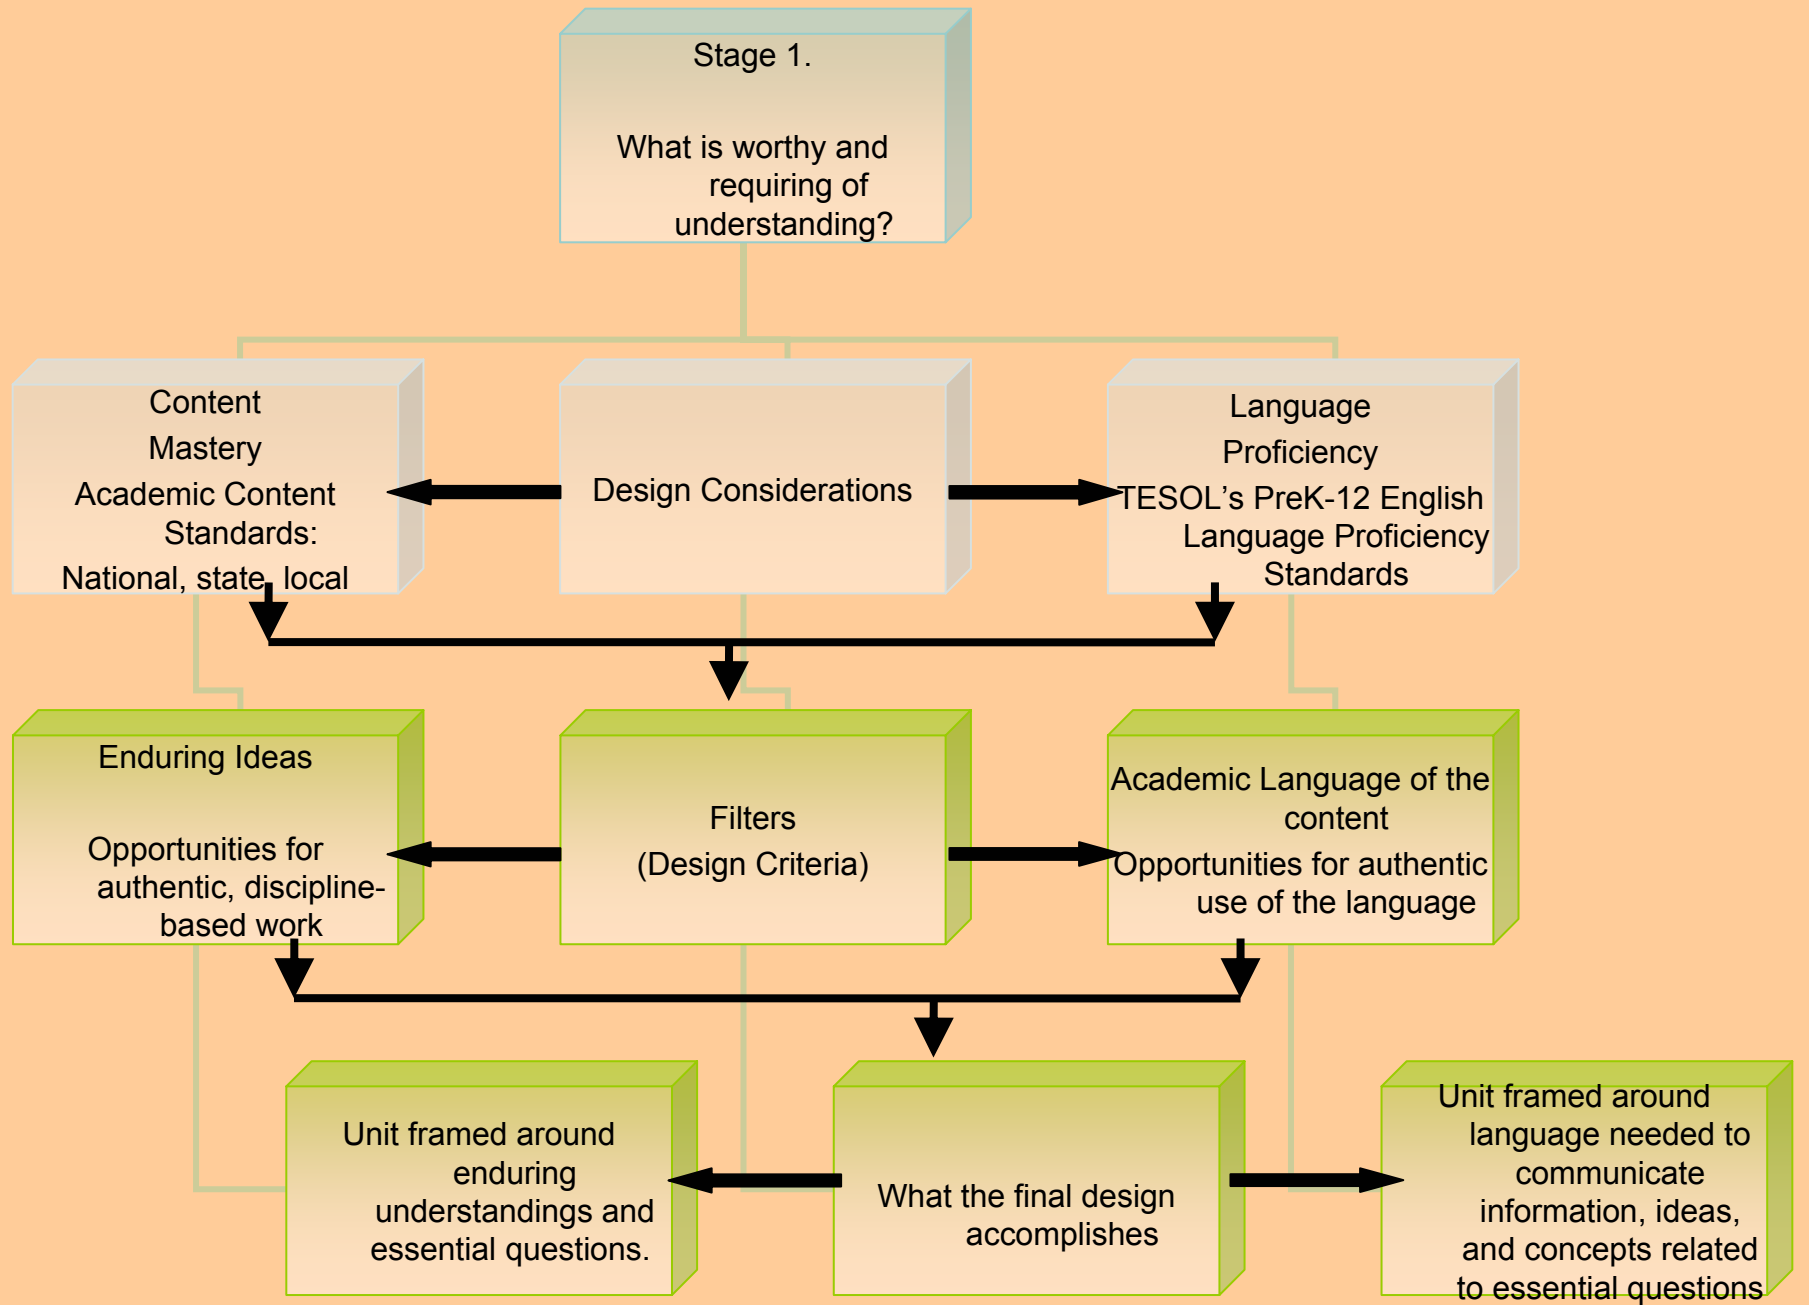 Stage 1.
What is worthy and
requiring of
understanding?
Content
Mastery
Academic Content
Standards:
National, state, local
Design Considerations
Language
Proficiency
TESOL's PreK-12 English
Language Proficiency
Standards
Enduring Ideas
Opportunities for
authentic, discipline-
based work
Filters
(Design Criteria)
Academic Language of the
content
Opportunities for authentic
use of the language
Unit framed around
enduring
understandings and
essential questions.
What the final design
accomplishes
Unit framed around
language needed to
communicate
information, ideas,
and concepts related
to essential questions